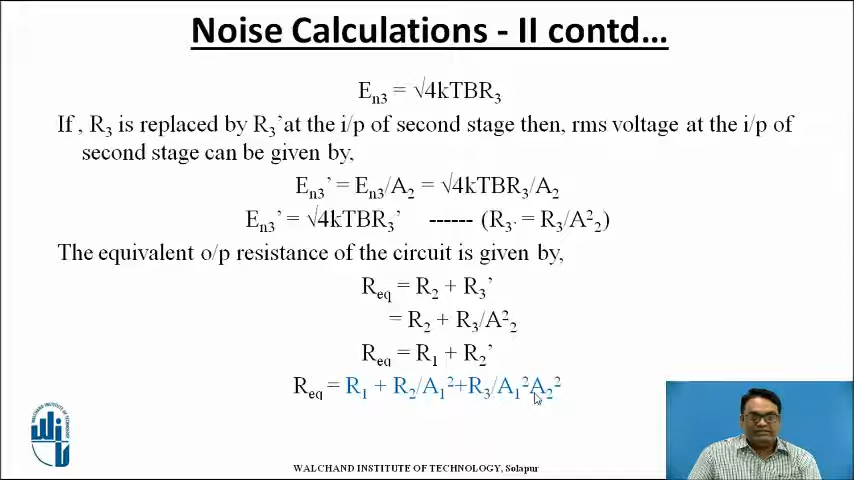 Noise Calculations - II contd…
Eₙ₃ = √4kTBR₃
If , R₃ is replaced by R₃’at the i/p of second stage then, rms voltage at the i/p of
second stage can be given by,
Eₙ₃’ = Eₙ₃/A₂ = √4kTBR₃/A₂
Eₙ₃’ = √4kTBR₃’ ------ (R₃’ = R₃/A²₂)
The equivalent o/p resistance of the circuit is given by,
R_eq = R₂ + R₃’
= R₂ + R₃/A²₂
R_eq = R₁ + R₂’
R_eq = R₁ + R₂/A₁²+R₃/A₁²A₂²
WALCHAND INSTITUTE OF TECHNOLOGY, Solapur